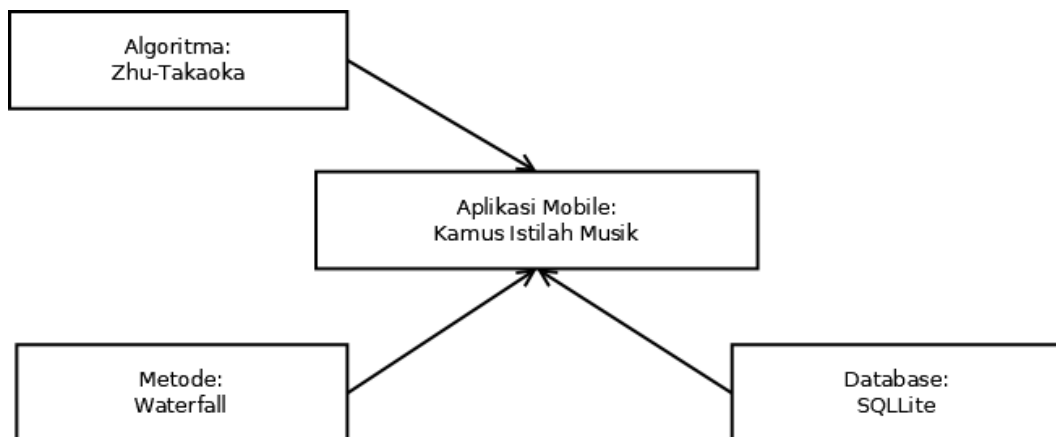 Algoritma:
Zhu-Takaoka
Aplikasi Mobile:
Kamus Istilah Musik
Metode:
Waterfall
Database:
SQLLite